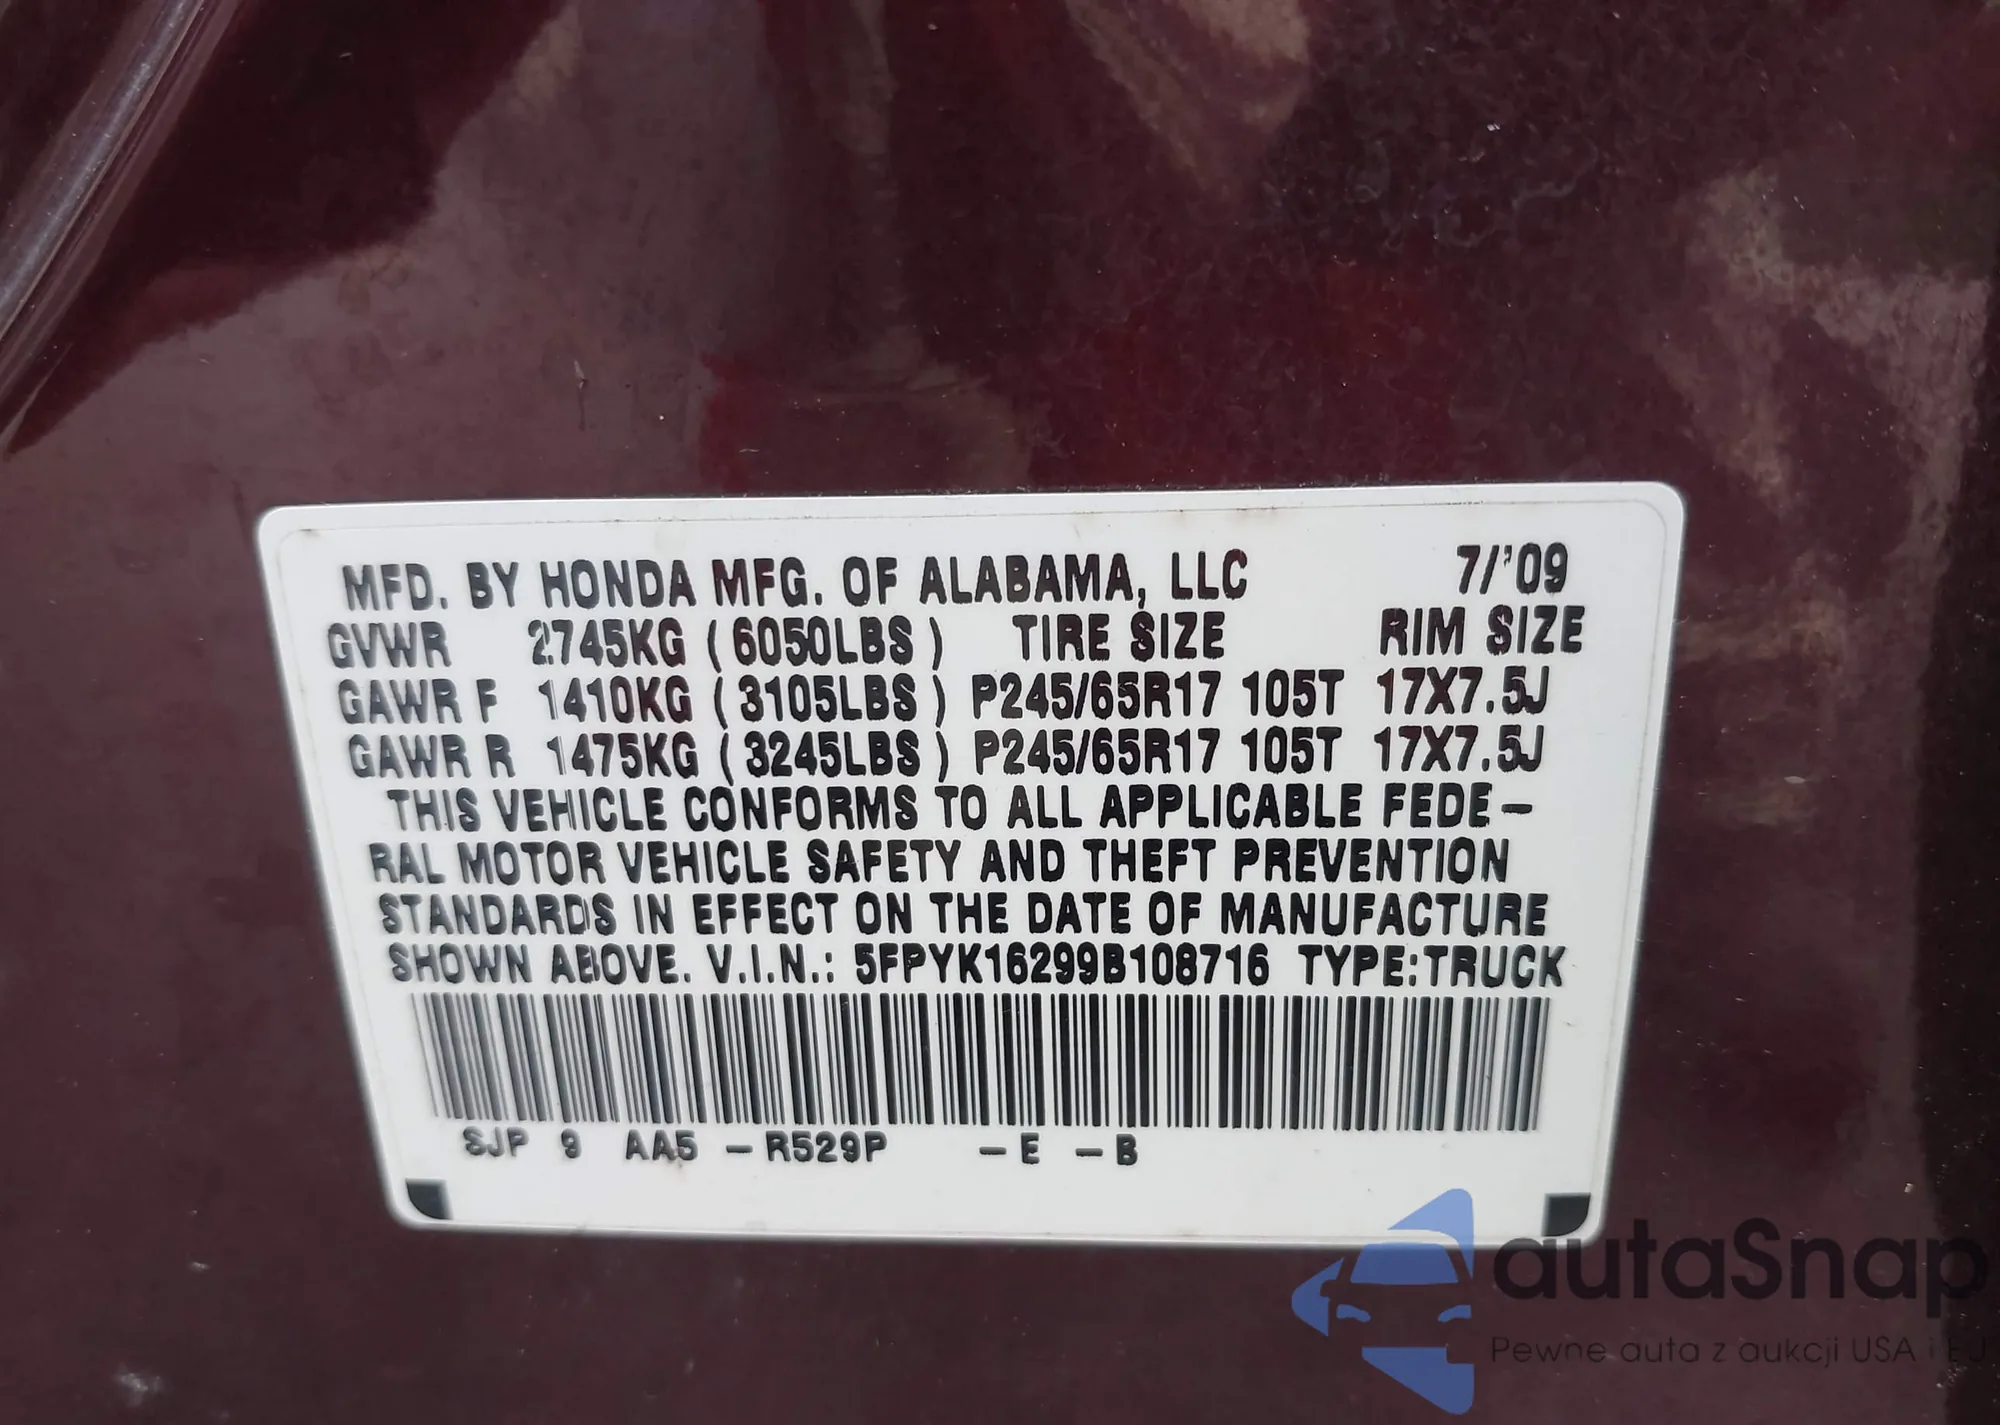 MFD. BY HONDA MFG. OF ALABAMA, LLC 7/'09
GVWR 2745KG (6050LBS) TIRE SIZE RIM SIZE
GAWR F 1410KG (3105LBS) P245/65R17 105T 17X7.5J
GAWR R 1475KG (3245LBS) P245/65R17 105T 17X7.5J
THIS VEHICLE CONFORMS TO ALL APPLICABLE FEDE-
RAL MOTOR VEHICLE SAFETY AND THEFT PREVENTION
STANDARDS IN EFFECT ON THE DATE OF MANUFACTURE
SHOWN ABOVE. V.I.N.: 5FPYK16299B108716 TYPE:TRUCK
SJP 9 AA5 -R529P -E -B
autaSnap
Pewne auta z aukcji USA i EU